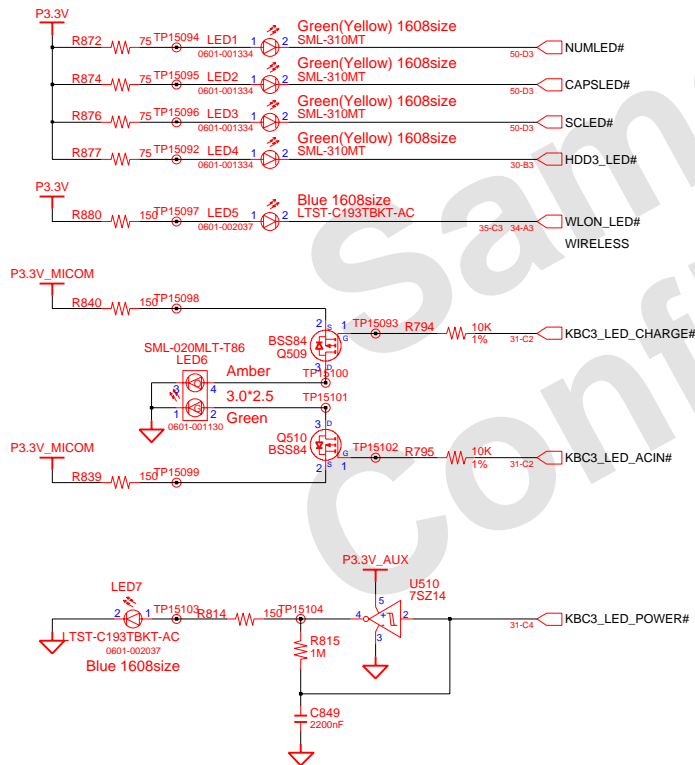 P3.3V
R872 75 TP15094 LED1 1 2 Green(Yellow) 1608size
0601-001334 SML-310MT 50-D3 NUMLED#
R874 75 TP15095 LED2 1 2 Green(Yellow) 1608size
0601-001334 SML-310MT 50-D3 CAPSLED#
R876 75 TP15096 LED3 1 2 Green(Yellow) 1608size
0601-001334 SML-310MT 50-D3 SCLED#
R877 75 TP15092 LED4 1 2 Green(Yellow) 1608size
0601-001334 SML-310MT 30-B3 HDD3_LED#
P3.3V
R880 150 TP15097 LED5 1 2 Blue 1608size
0601-002037 LTST-C193TBKT-AC 35-C3 34-A3 WLON_LED#
WIRELESS
P3.3V_MICOM
R840 150 TP15098
2 S 1 G TP15093 R794 10K
BSS84 1% 31-C2 KBC3_LED_CHARGE#
Q509
3 D
SML-020MLT-T86 TP15100
LED6 Amber
3 4 3.0*2.5 TP15101
1 2 Green 3 D
0601-001130
P3.3V_MICOM Q510 G TP15102 R795 10K
BSS84 1 1% 31-C2 KBC3_LED_ACIN#
2 S
R839 150 TP15099
P3.3V_AUX
U510
7SZ14
LED7 5
2 1 TP15103 R814 150 TP15104 4 + - 2 31-C4 KBC3_LED_POWER#
LTST-C193TBKT-AC 3
0601-002037 R815
Blue 1608size 1M
C849
2200nF
Sam
Confi